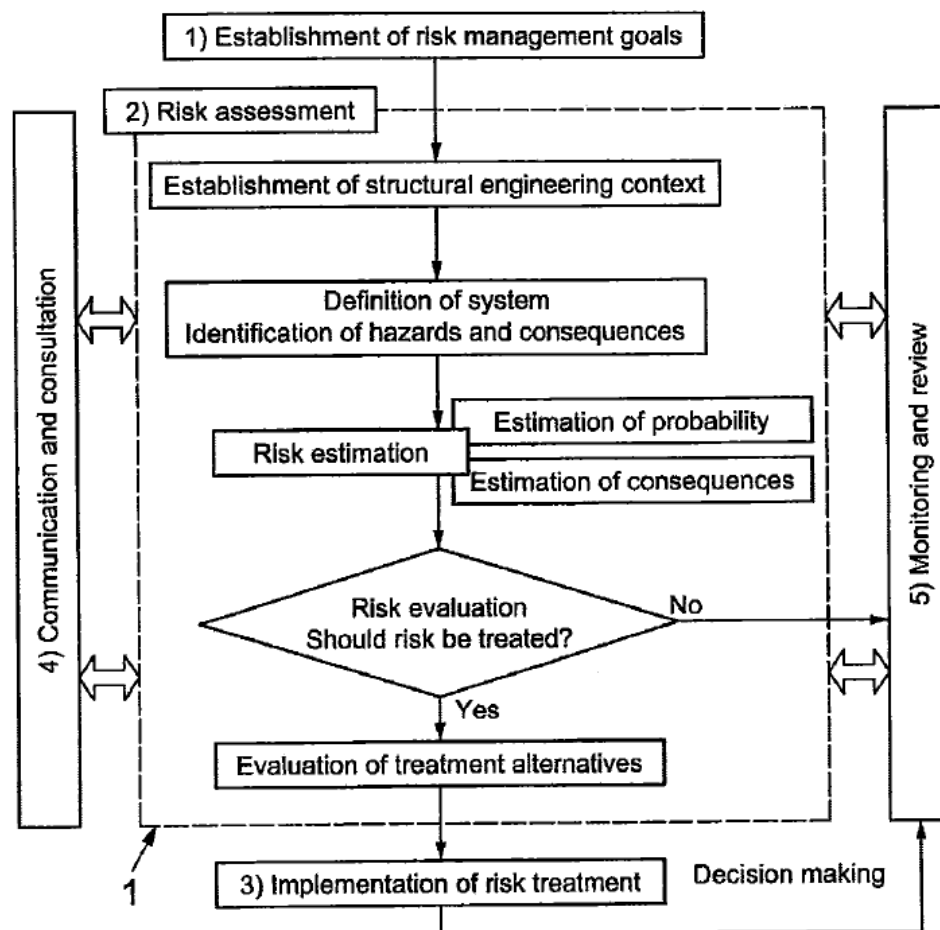 1) Establishment of risk management goals
2) Risk assessment
Establishment of structural engineering context
Definition of system
Identification of hazards and consequences
Estimation of probability
Risk estimation
Estimation of consequences
Risk evaluation
Should risk be treated?
No
Yes
Evaluation of treatment alternatives
3) Implementation of risk treatment
Decision making
1
4) Communication and consultation
5) Monitoring and review